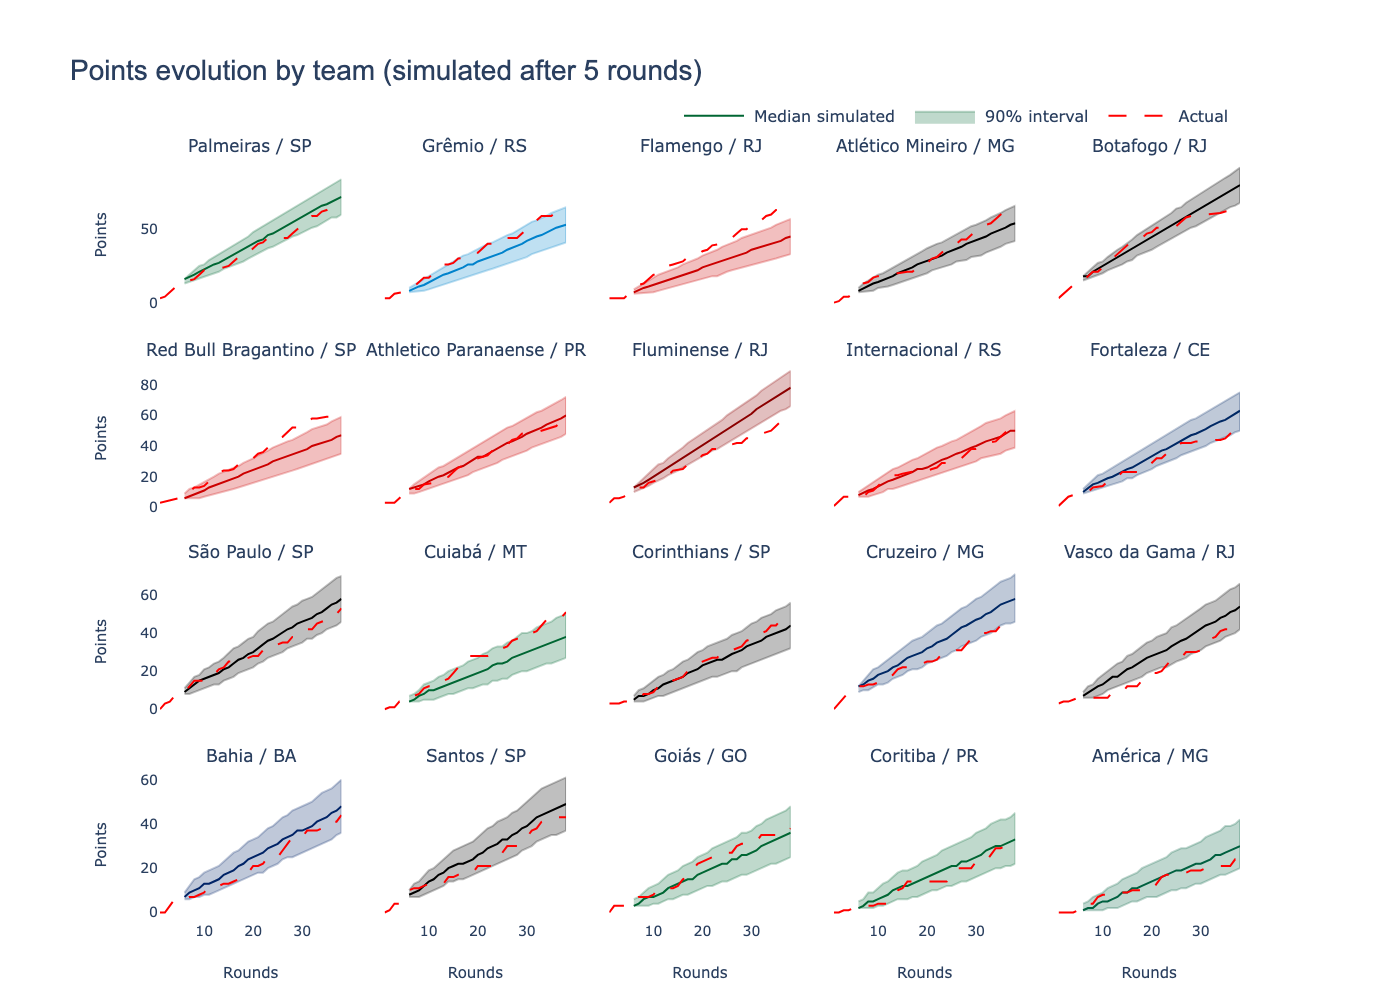 Points evolution by team (simulated after 5 rounds)
Median simulated 90% interval Actual
Palmeiras / SP Grêmio / RS Flamengo / RJ Atlético Mineiro / MG Botafogo / RJ
Points
50
0
Red Bull Bragantino / SP Athletico Paranaense / PR Fluminense / RJ Internacional / RS Fortaleza / CE
Points
80
60
40
20
0
São Paulo / SP Cuiabá / MT Corinthians / SP Cruzeiro / MG Vasco da Gama / RJ
Points
60
40
20
0
Bahia / BA Santos / SP Goiás / GO Coritiba / PR América / MG
Points
60
40
20
0
10 20 30 10 20 30 10 20 30 10 20 30 10 20 30
Rounds Rounds Rounds Rounds Rounds